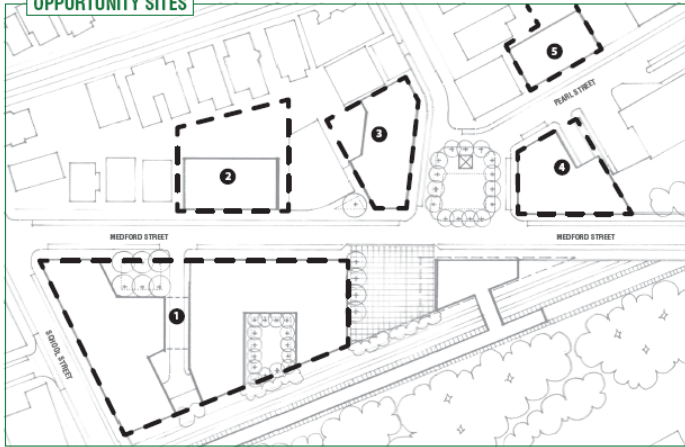 OPPORTUNITY SITES
5
PEARL STREET
3
4
2
MEDFORD STREET
MEDFORD STREET
1
SCHOOL STREET